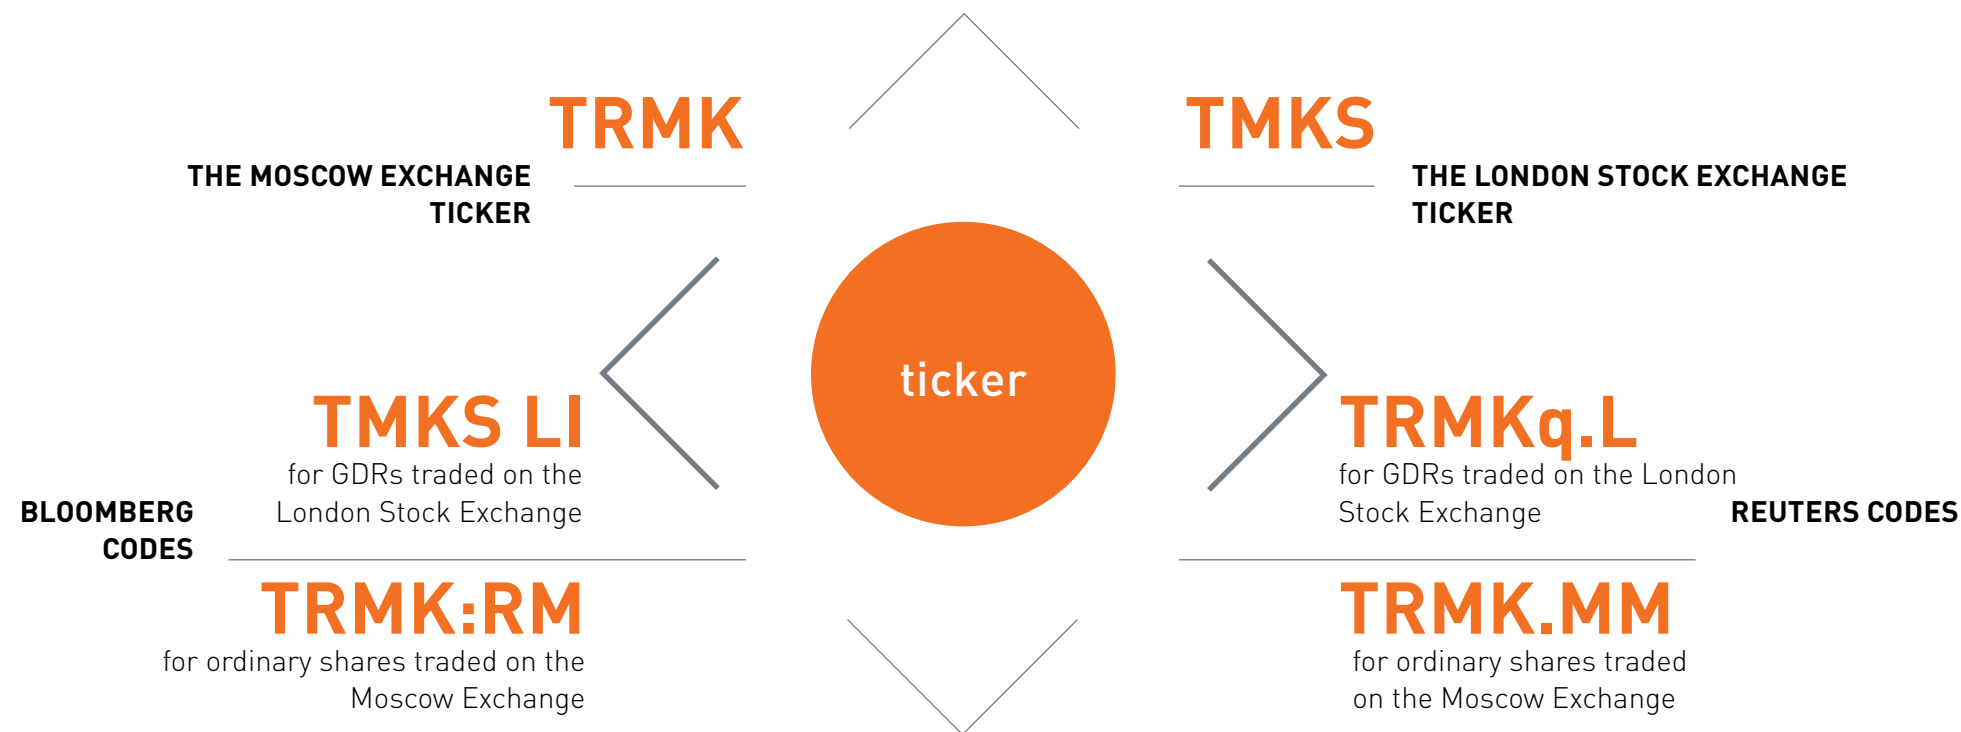 TRMK
THE MOSCOW EXCHANGE
TICKER
TMKS
THE LONDON STOCK EXCHANGE
TICKER
ticker
BLOOMBERG
CODES
TMKS LI
for GDRs traded on the
London Stock Exchange
TRMK:RM
for ordinary shares traded on the
Moscow Exchange
TRMKq.L
for GDRs traded on the London
Stock Exchange
REUTERS CODES
TRMK.MM
for ordinary shares traded
on the Moscow Exchange